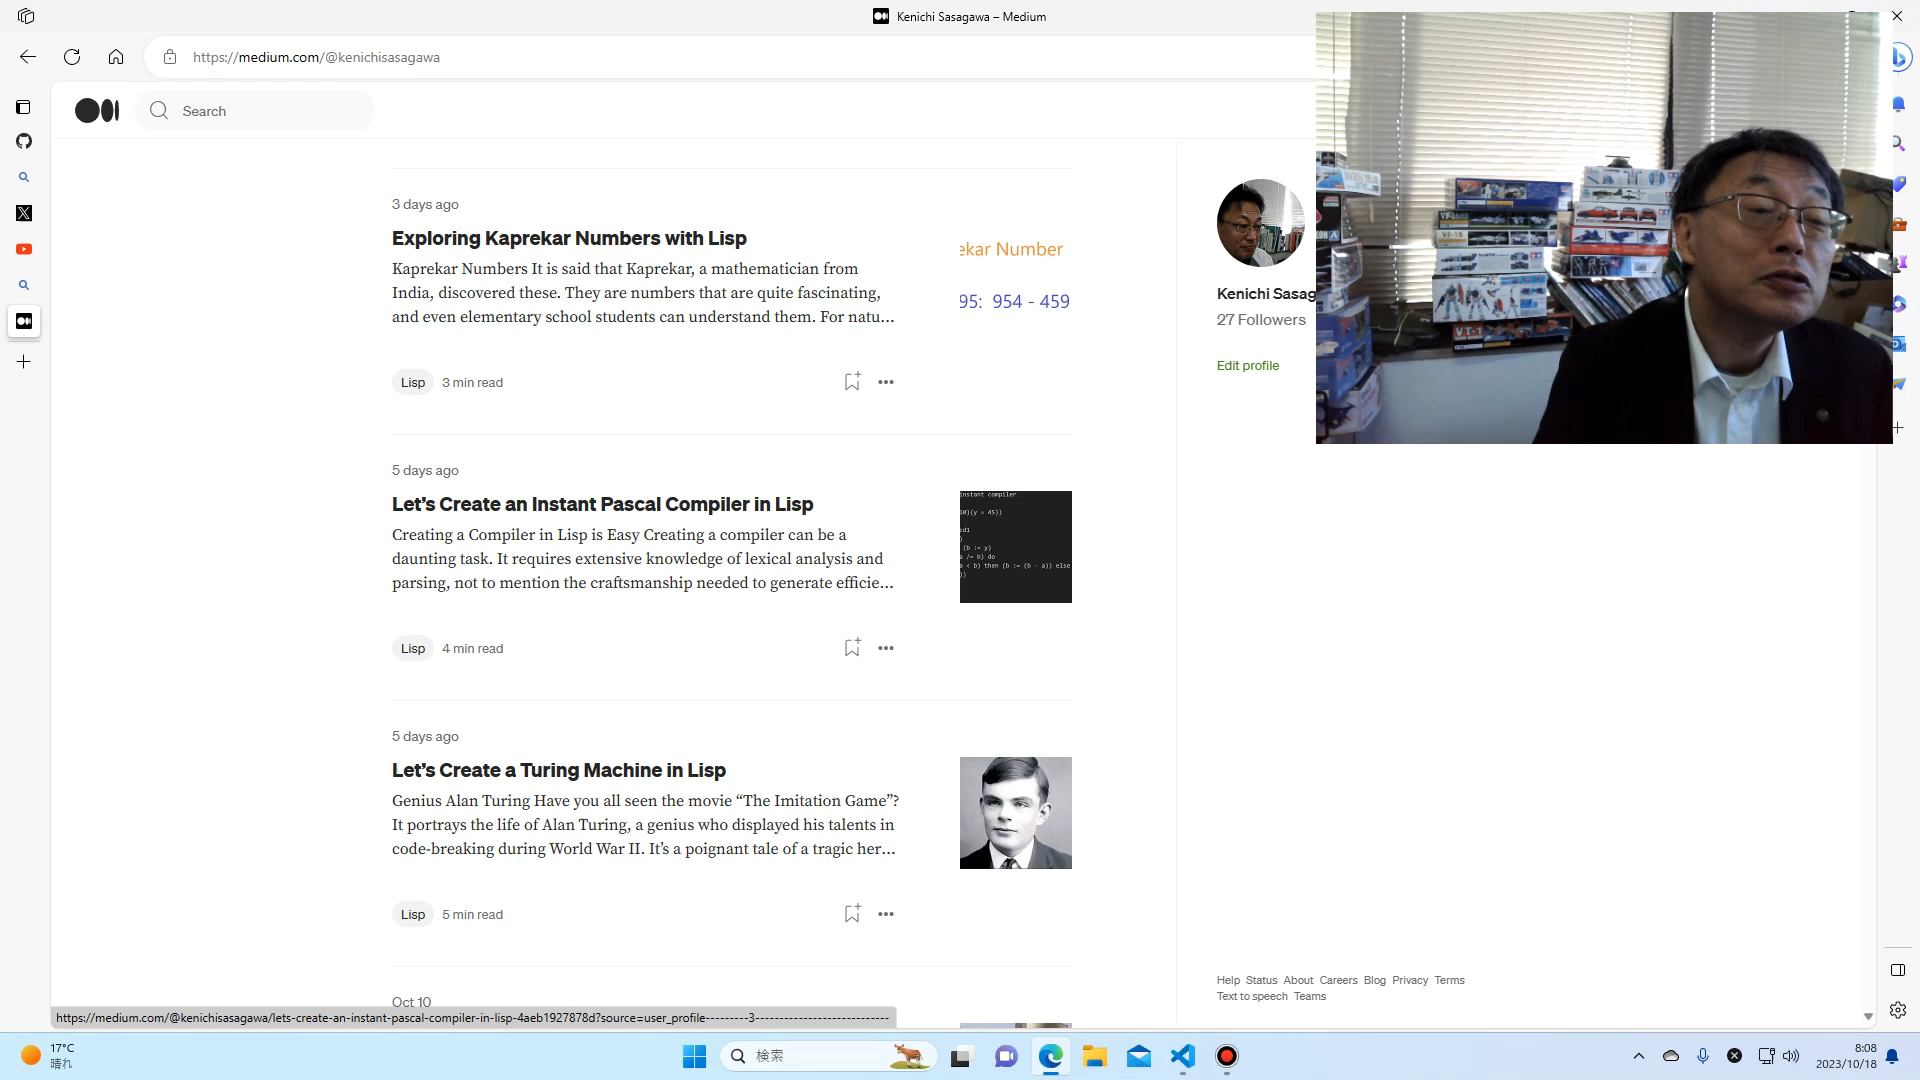 Kenichi Sasagawa – Medium
https://medium.com/@kenichisasagawa
Search
3 days ago
Exploring Kaprekar Numbers with Lisp
Kaprekar Numbers It is said that Kaprekar, a mathematician from
India, discovered these. They are numbers that are quite fascinating,
and even elementary school students can understand them. For natu...
ekar Number
95: 954 - 459
Lisp 3 min read
Kenichi Sasag
27 Followers
Edit profile
5 days ago
Let's Create an Instant Pascal Compiler in Lisp
Creating a Compiler in Lisp is Easy Creating a compiler can be a
daunting task. It requires extensive knowledge of lexical analysis and
parsing, not to mention the craftsmanship needed to generate efficie...
instant compiler
(y = 45))
(b := y)
a /= b) do
a < b) then (b := (b - a)) else
Lisp 4 min read
5 days ago
Let's Create a Turing Machine in Lisp
Genius Alan Turing Have you all seen the movie “The Imitation Game”?
It portrays the life of Alan Turing, a genius who displayed his talents in
code-breaking during World War II. It's a poignant tale of a tragic her...
Lisp 5 min read
Oct 10
Help Status About Careers Blog Privacy Terms
Text to speech Teams
https://medium.com/@kenichisasagawa/lets-create-an-instant-pascal-compiler-in-lisp-4aeb1927878d?source=user_profile---------3----------------------------
17°C
晴れ
検索
8:08
2023/10/18
VF-1
VT-1